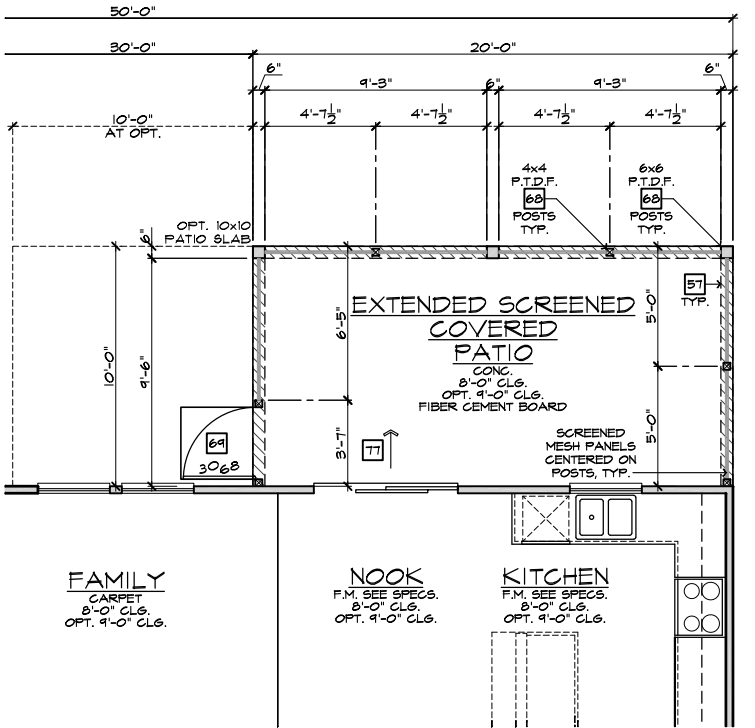 50'-0"
30'-0"
20'-0"
6"
9'-3"
6"
9'-3"
6"
10'-0"
AT OPT.
4'-7½"
4'-7½"
4'-7½"
4'-7½"
4x4
P.T.D.F.
68
POSTS
TYP.
6x6
P.T.D.F.
68
POSTS
TYP.
OPT. 10x10
PATIO SLAB
6"
10'-0"
9'-6"
6'-5"
3'-7"
5'-0"
5'-0"
57
TYP.
EXTENDED SCREENED
COVERED
PATIO
CONC.
8'-0" CLG.
OPT. 9'-0" CLG.
FIBER CEMENT BOARD
69
3068
77
SCREENED
MESH PANELS
CENTERED ON
POSTS, TYP.
FAMILY
CARPET
8'-0" CLG.
OPT. 9'-0" CLG.
NOOK
F.M. SEE SPECS.
8'-0" CLG.
OPT. 9'-0" CLG.
KITCHEN
F.M. SEE SPECS.
8'-0" CLG.
OPT. 9'-0" CLG.